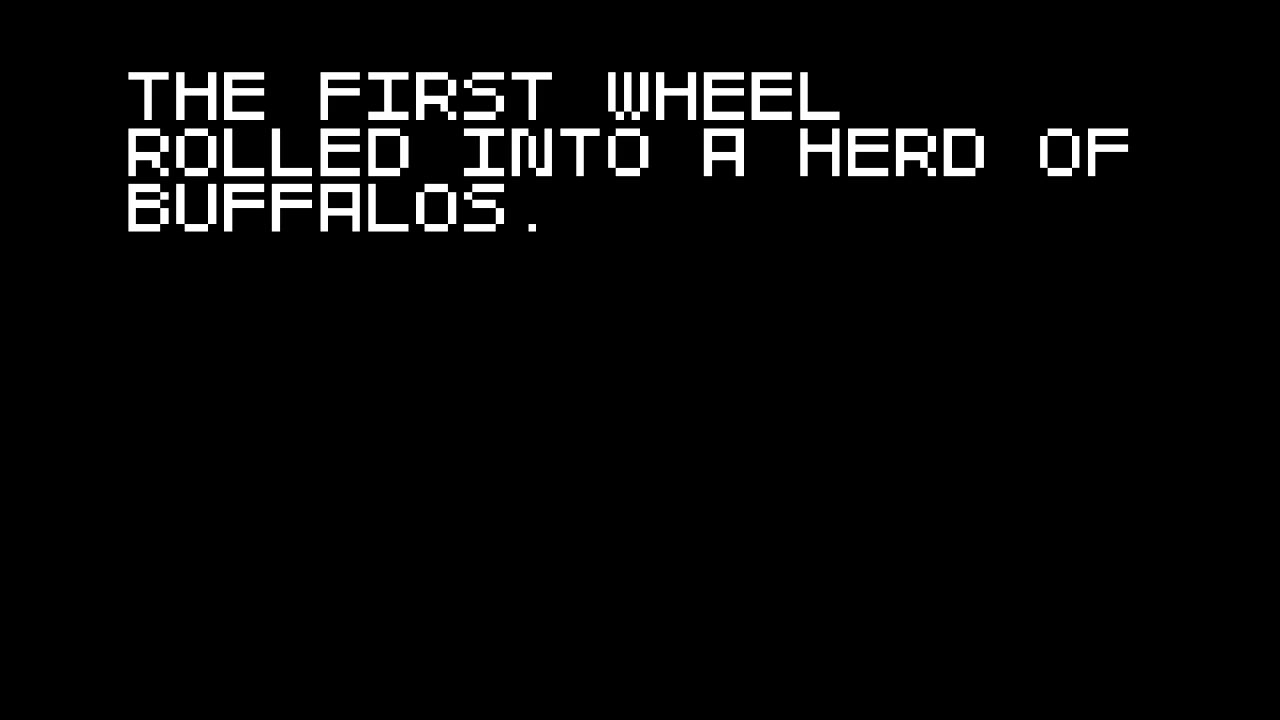 THE FIRST WHEEL
ROLLED INTO A HERD OF
BUFFALOS.